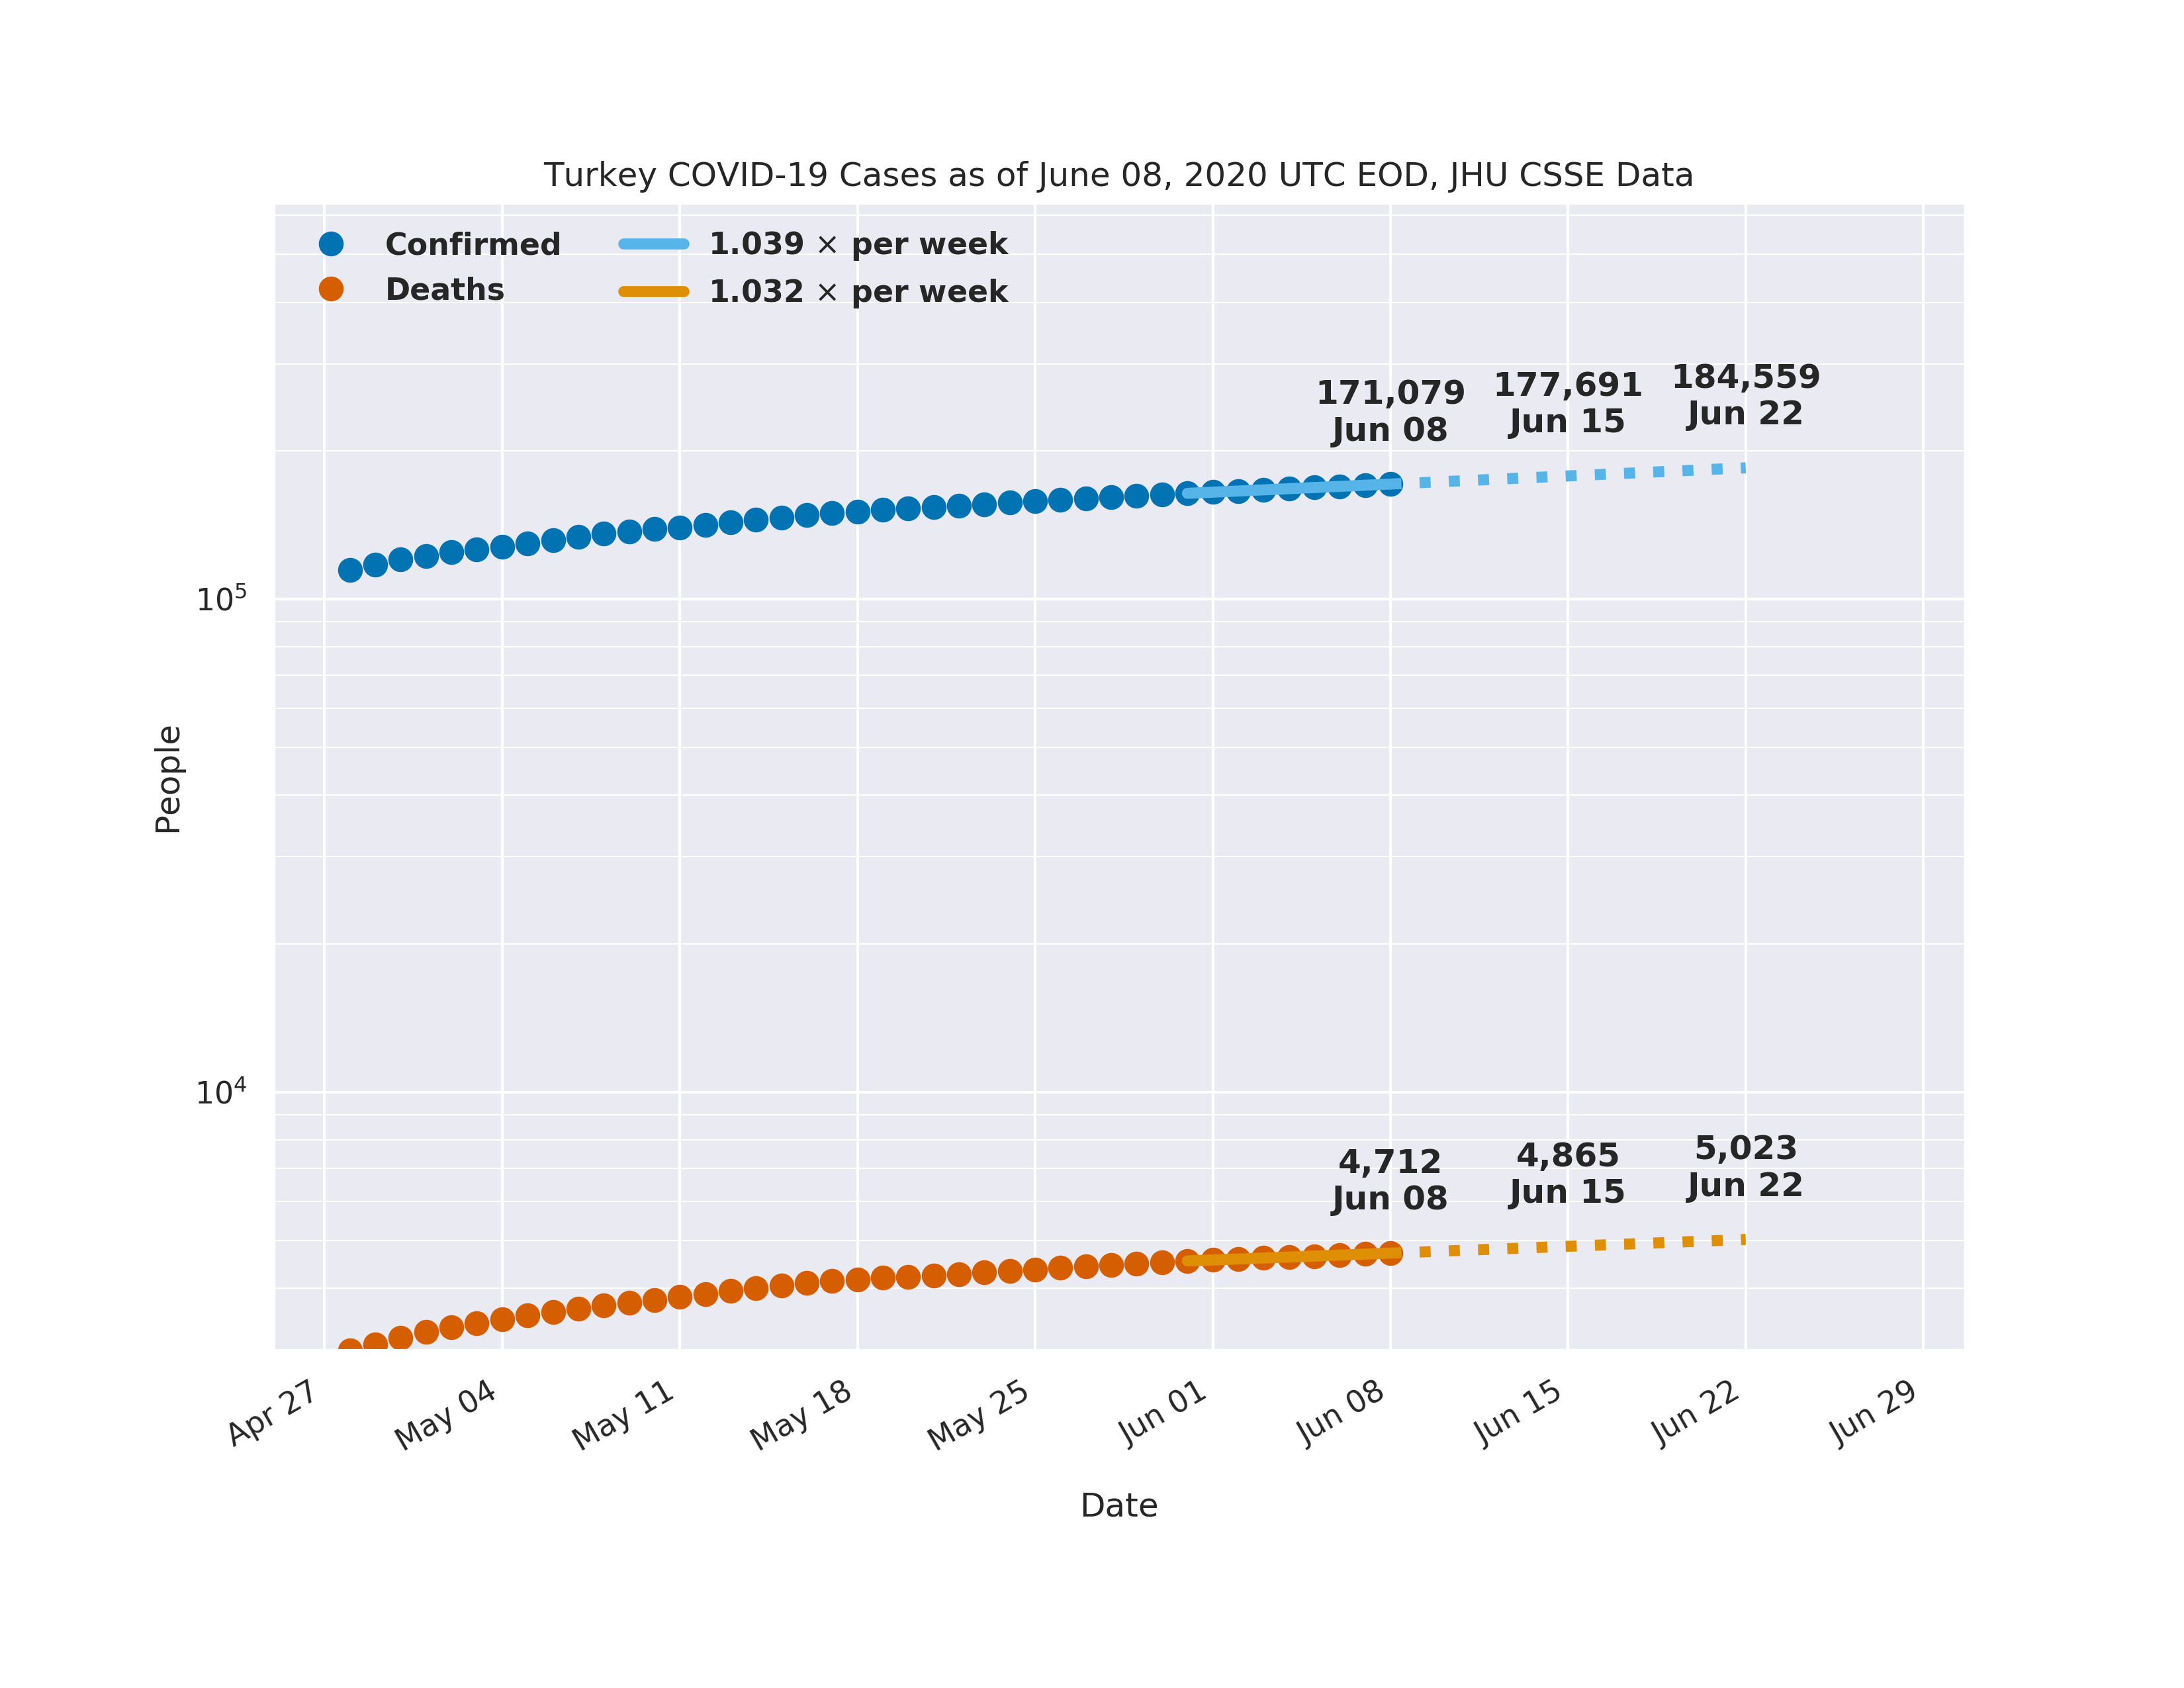 Turkey COVID-19 Cases as of June 08, 2020 UTC EOD, JHU CSSE Data
Confirmed
Deaths
1.039 × per week
1.032 × per week
171,079
Jun 08
177,691
Jun 15
184,559
Jun 22
10⁵
People
10⁴
4,712
Jun 08
4,865
Jun 15
5,023
Jun 22
Apr 27
May 04
May 11
May 18
May 25
Jun 01
Jun 08
Jun 15
Jun 22
Jun 29
Date